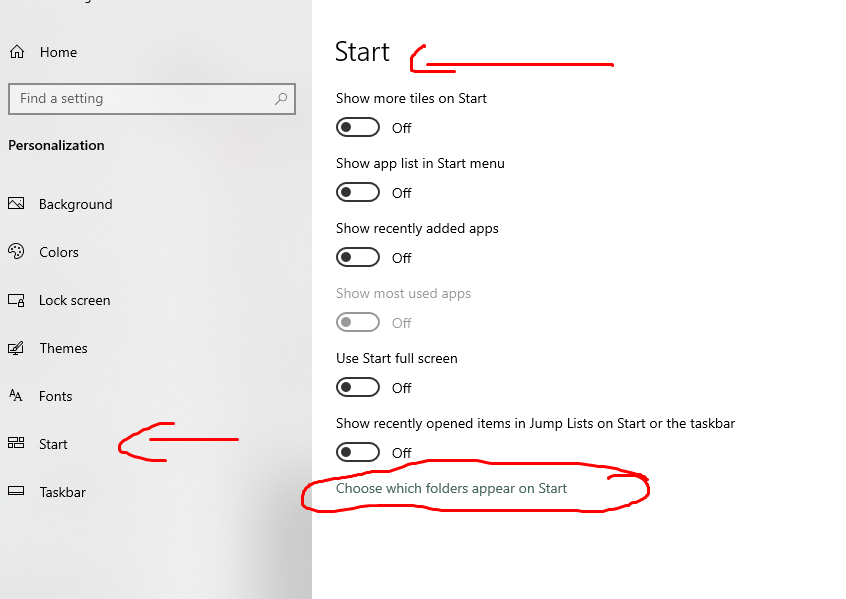 Home
Find a setting
Personalization
Background
Colors
Lock screen
Themes
Fonts
Start
Taskbar
Start
Show more tiles on Start
Off
Show app list in Start menu
Off
Show recently added apps
Off
Show most used apps
Off
Use Start full screen
Off
Show recently opened items in Jump Lists on Start or the taskbar
Off
Choose which folders appear on Start